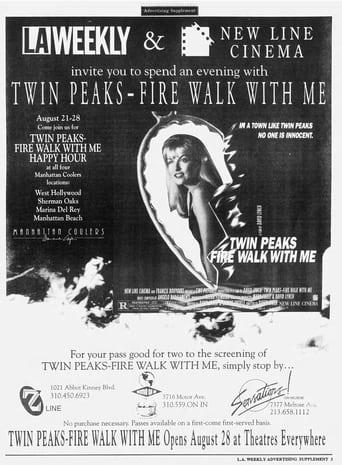 Advertising Supplement
LA WEEKLY & NEW LINE CINEMA
invite you to spend an evening with
TWIN PEAKS-FIRE WALK WITH ME
August 21-28
Come join us for
TWIN PEAKS-
FIRE WALK WITH ME
HAPPY HOUR
at all four
Manhattan Coolers
locations:
West Hollywood
Sherman Oaks
Marina Del Rey
Manhattan Beach
MANHATTAN COOLERS
IN A TOWN LIKE TWIN PEAKS
NO ONE IS INNOCENT.
TWIN PEAKS
FIRE WALK WITH ME
R
For your pass good for two to the screening of
TWIN PEAKS-FIRE WALK WITH ME, simply stop by…
1021 Abbot Kinney Blvd.
310.450.6923
LINE
3716 Motor Ave.
310.559.ON IN
Sensations!
7377 Melrose Ave.
213.658.1112
No purchase necessary. Passes available on a first-come first-served basis.
TWIN PEAKS-FIRE WALK WITH ME Opens August 28 at Theatres Everywhere
L.A. WEEKLY ADVERTISING SUPPLEMENT 3